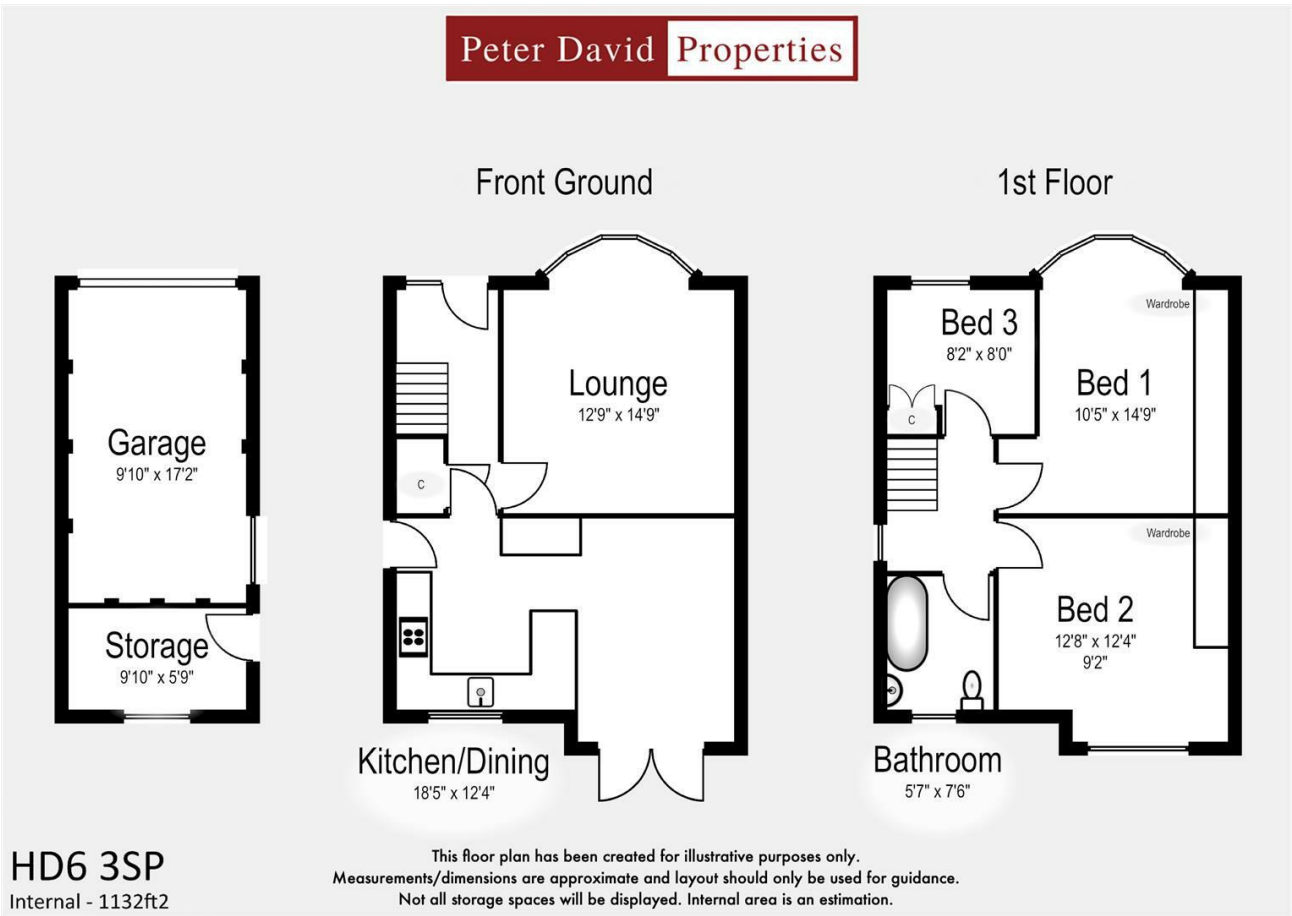 Peter David Properties
Front Ground
1st Floor
Garage
9'10" x 17'2"
Storage
9'10" x 5'9"
Lounge
12'9" x 14'9"
C
Kitchen/Dining
18'5" x 12'4"
Bed 3
8'2" x 8'0"
C
Wardrobe
Bed 1
10'5" x 14'9"
Wardrobe
Bed 2
12'8" x 12'4"
9'2"
Bathroom
5'7" x 7'6"
HD6 3SP
Internal - 1132ft2
This floor plan has been created for illustrative purposes only.
Measurements/dimensions are approximate and layout should only be used for guidance.
Not all storage spaces will be displayed. Internal area is an estimation.